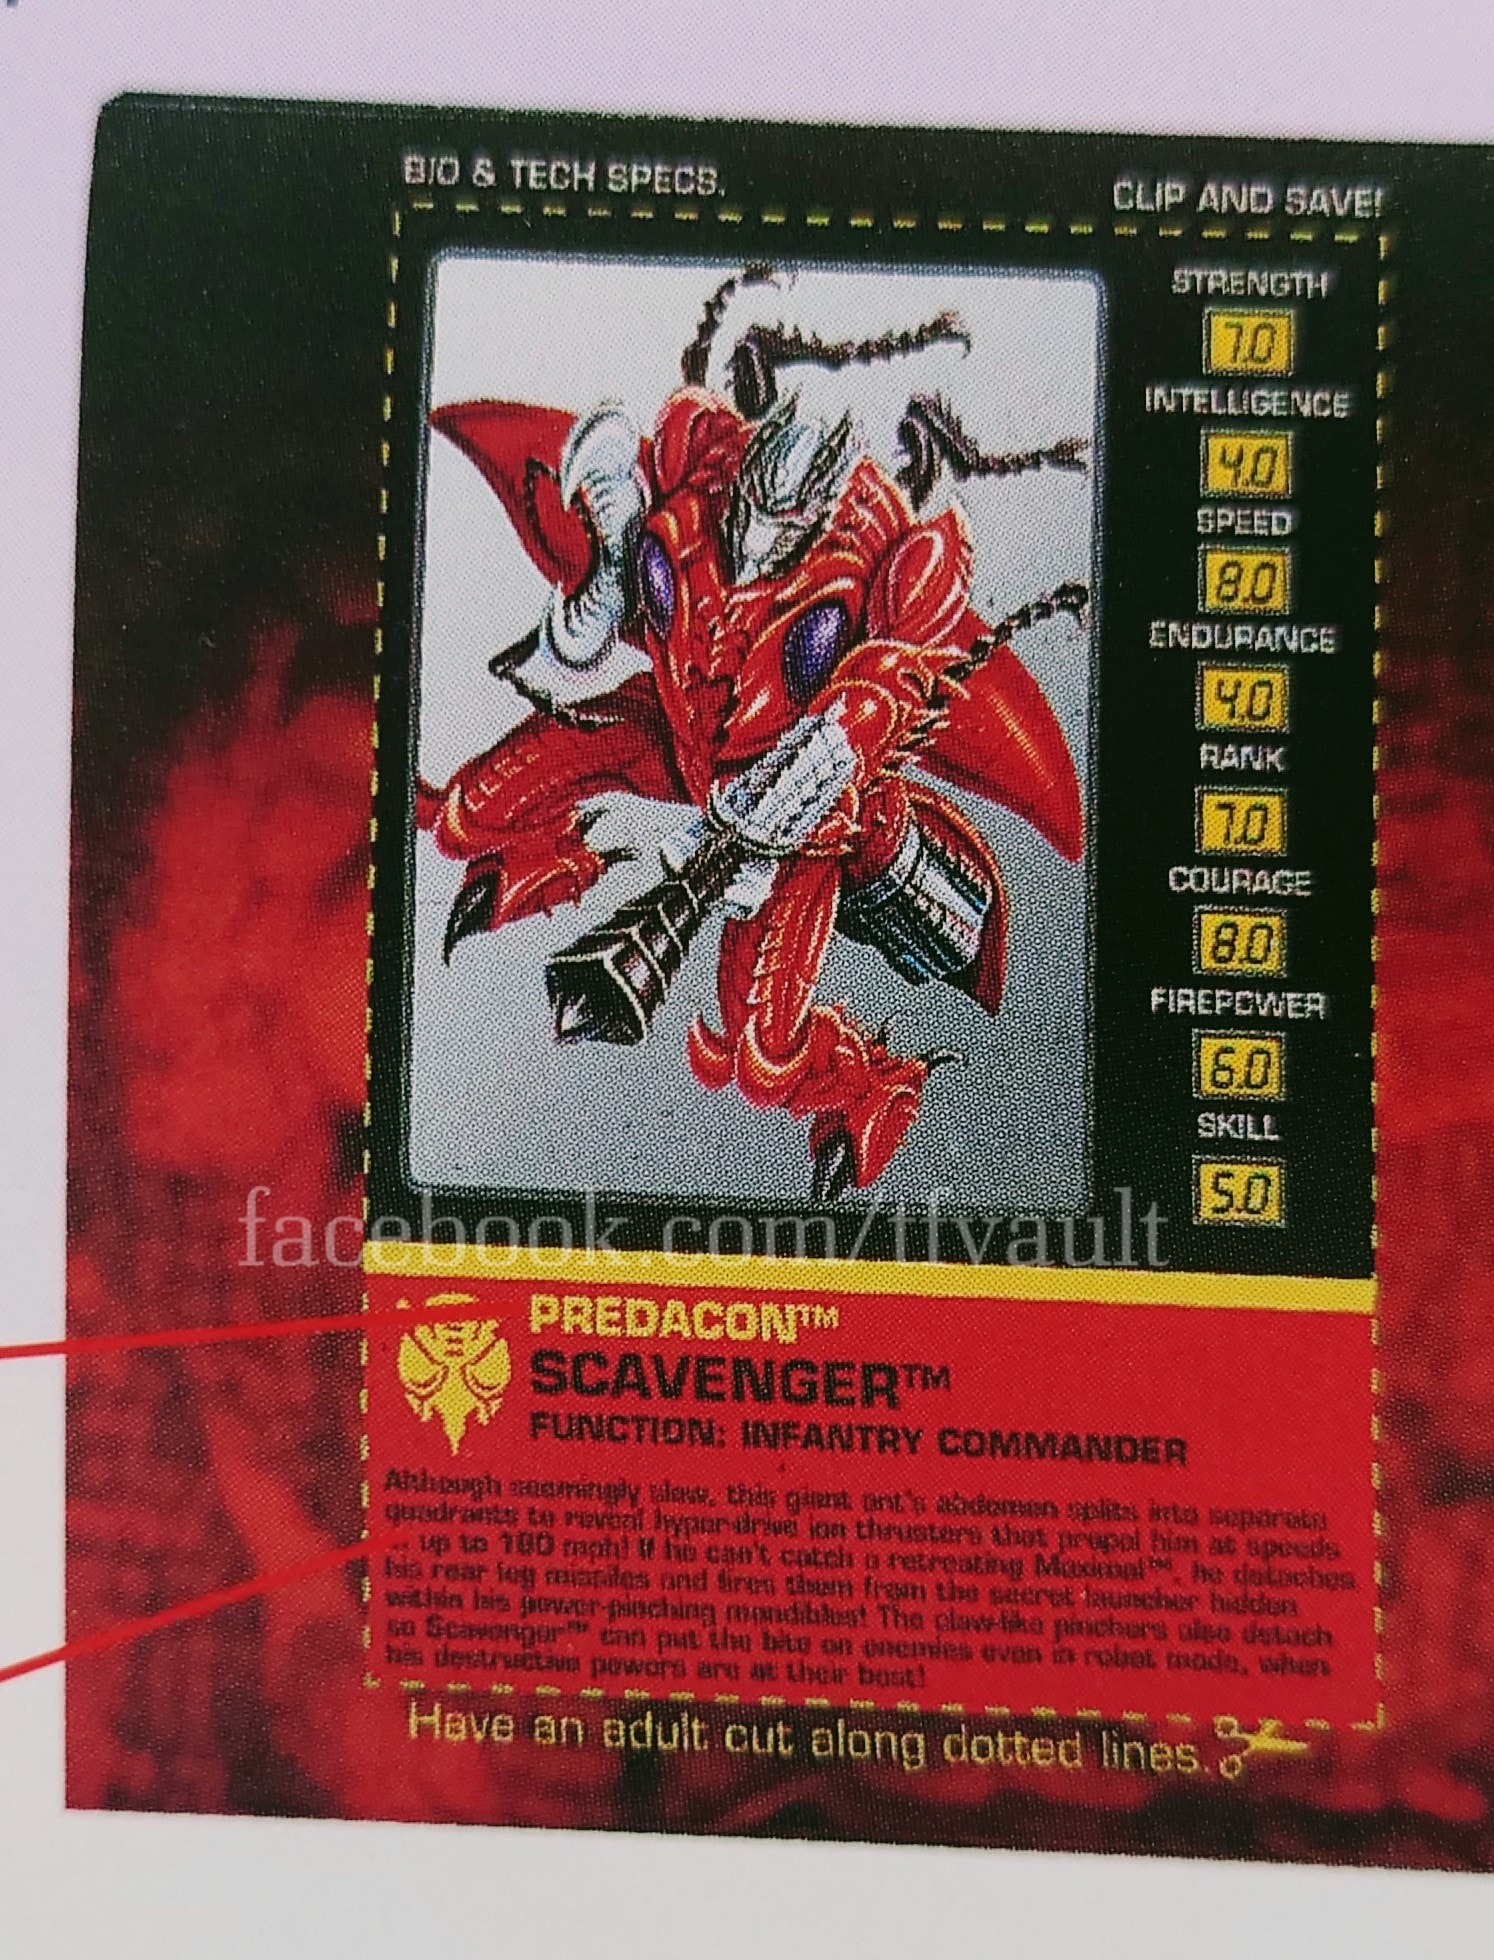 BIO & TECH SPECS.
CLIP AND SAVE!
STRENGTH
7.0
INTELLIGENCE
4.0
SPEED
8.0
ENDURANCE
4.0
RANK
7.0
COURAGE
8.0
FIREPOWER
6.0
SKILL
5.0
facebook.com/tfvault
PREDACON™
SCAVENGER™
FUNCTION: INFANTRY COMMANDER
Although seemingly slow, this giant ant's abdomen splits into separate
quadrants to reveal hyper-drive ion thrusters that propel him at speeds
... up to 180 mph! If he can't catch a retreating Maximal™, he detaches
his rear leg missiles and fires them from the secret launcher hidden
within his power-pinching mandibles! The claw-like pinchers also detach
so Scavenger™ can put the bite on enemies even in robot mode, when
his destructive powers are at their best!
Have an adult cut along dotted lines.